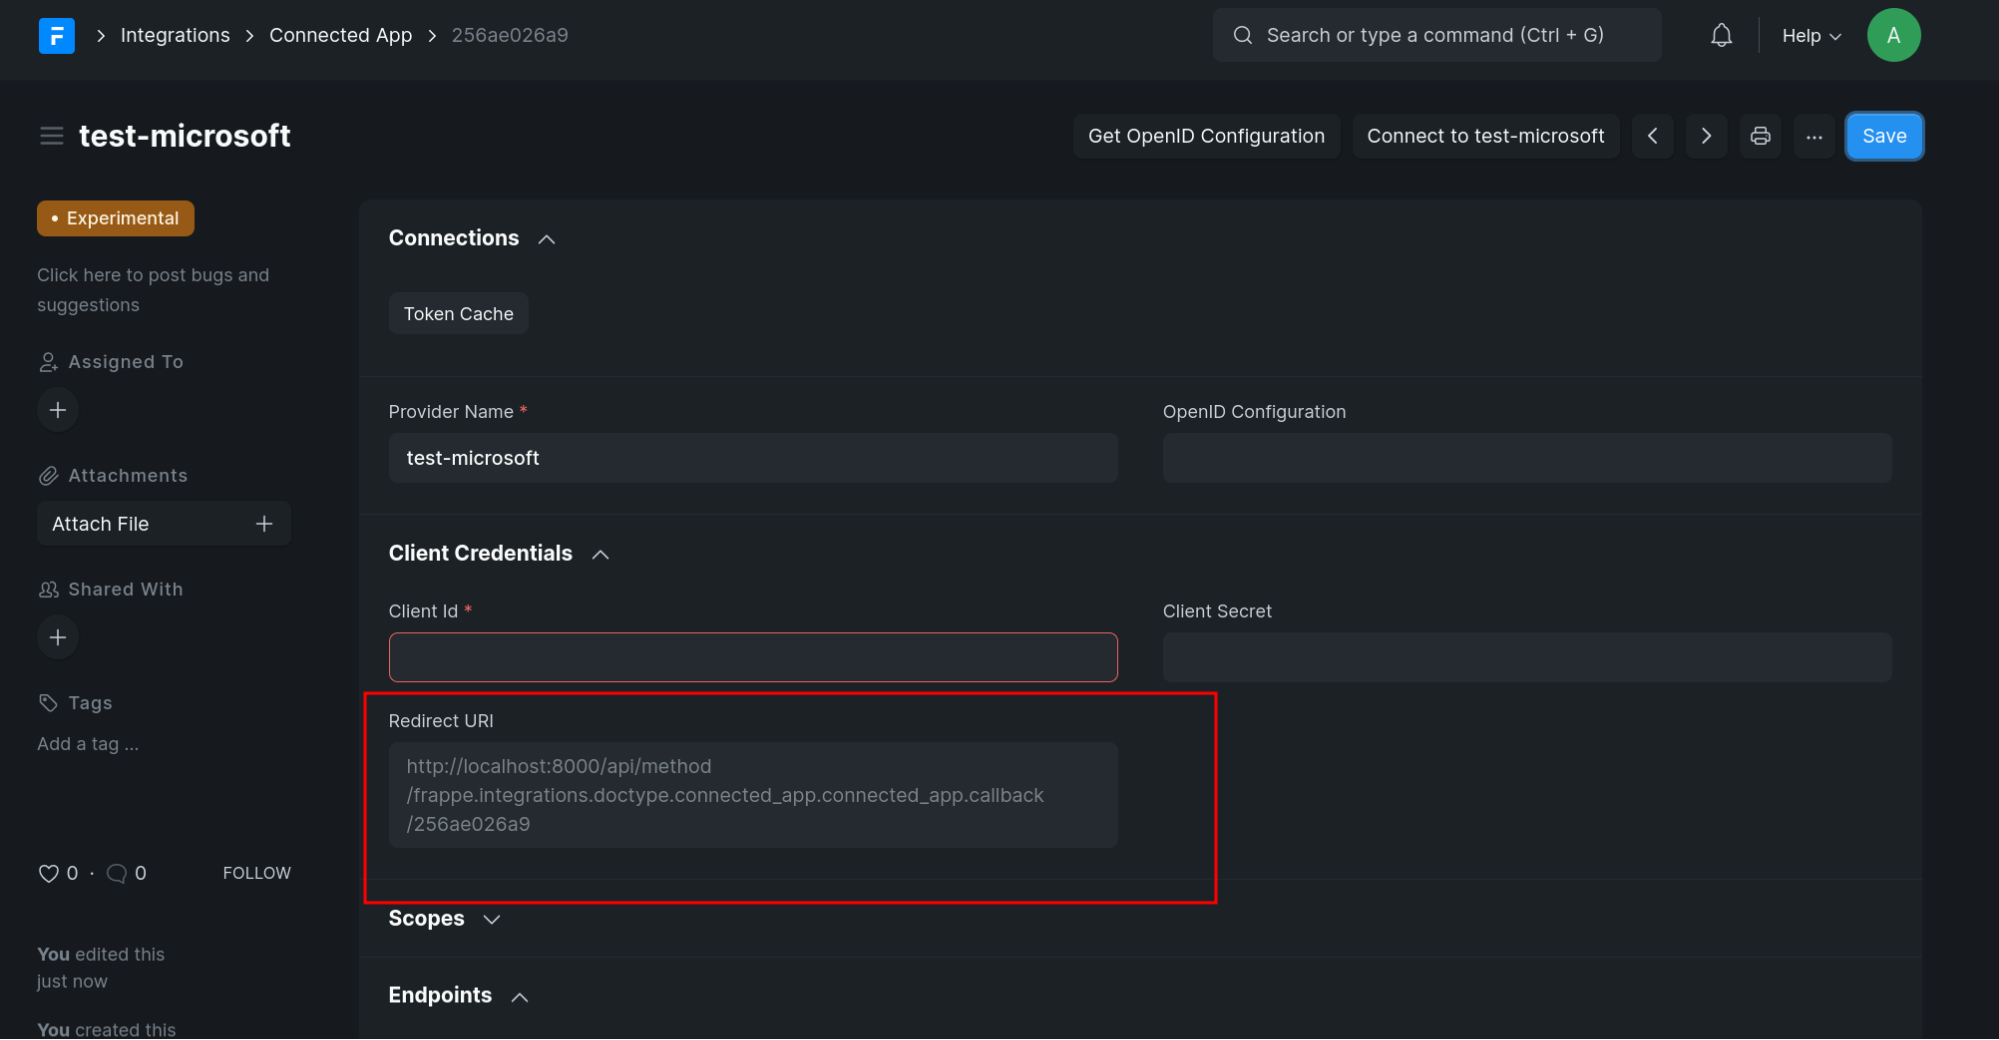 Integrations
Connected App
256ae026a9
Search or type a command (Ctrl + G)
Help
A
test-microsoft
Get OpenID Configuration
Connect to test-microsoft
Save
• Experimental
Click here to post bugs and
suggestions
Assigned To
Attachments
Attach File
Shared With
Tags
Add a tag ...
0 · 0
FOLLOW
You edited this
just now
You created this
Connections
Token Cache
Provider Name *
test-microsoft
OpenID Configuration
Client Credentials
Client Id *
Client Secret
Redirect URI
http://localhost:8000/api/method
/frappe.integrations.doctype.connected_app.connected_app.callback
/256ae026a9
Scopes
Endpoints